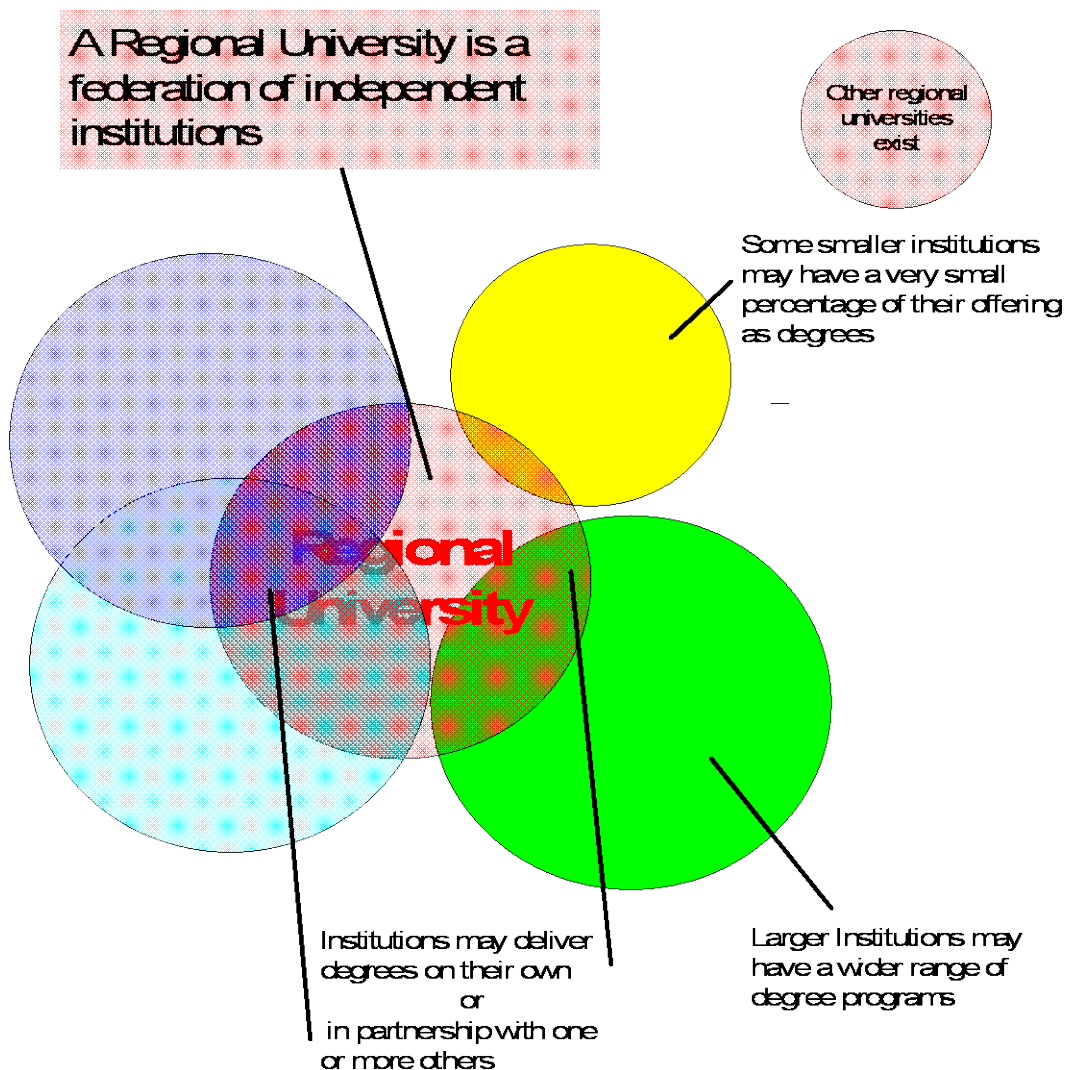 A Regional University is a
federation of independent
institutions
Other regional
universities
exist
Some smaller institutions
may have a very small
percentage of their offering
as degrees
Regional
University
Institutions may deliver
degrees on their own
or
in partnership with one
or more others
Larger Institutions may
have a wider range of
degree programs